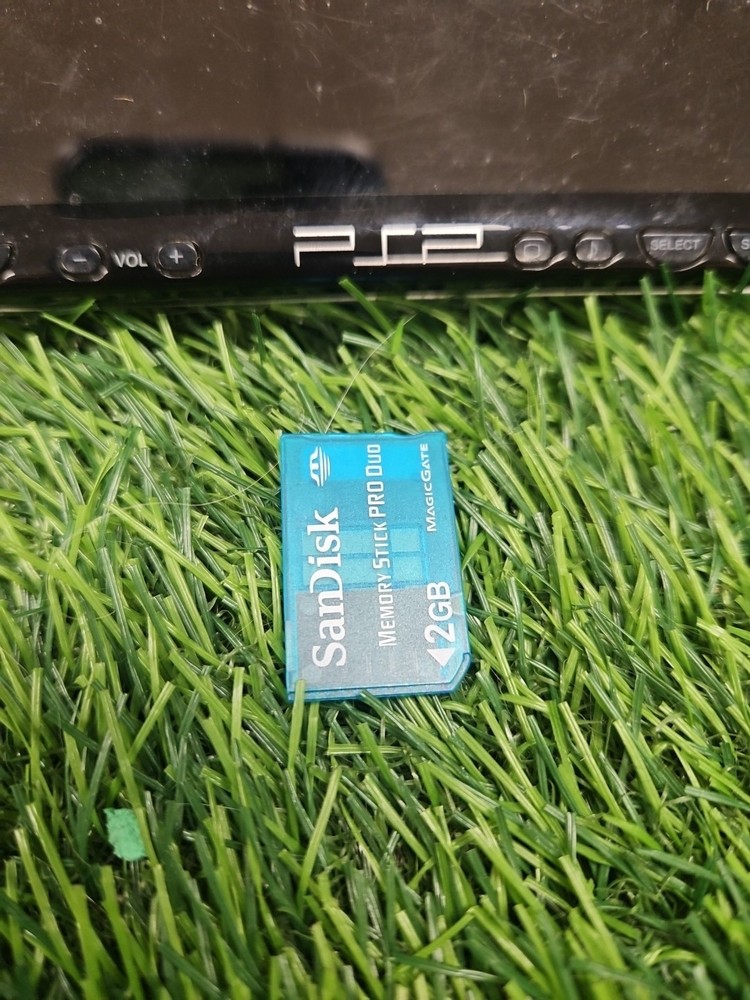 − VOL + PSP SELECT S
SanDisk
MEMORY STICK PRO DUO
MAGICGATE
2GB